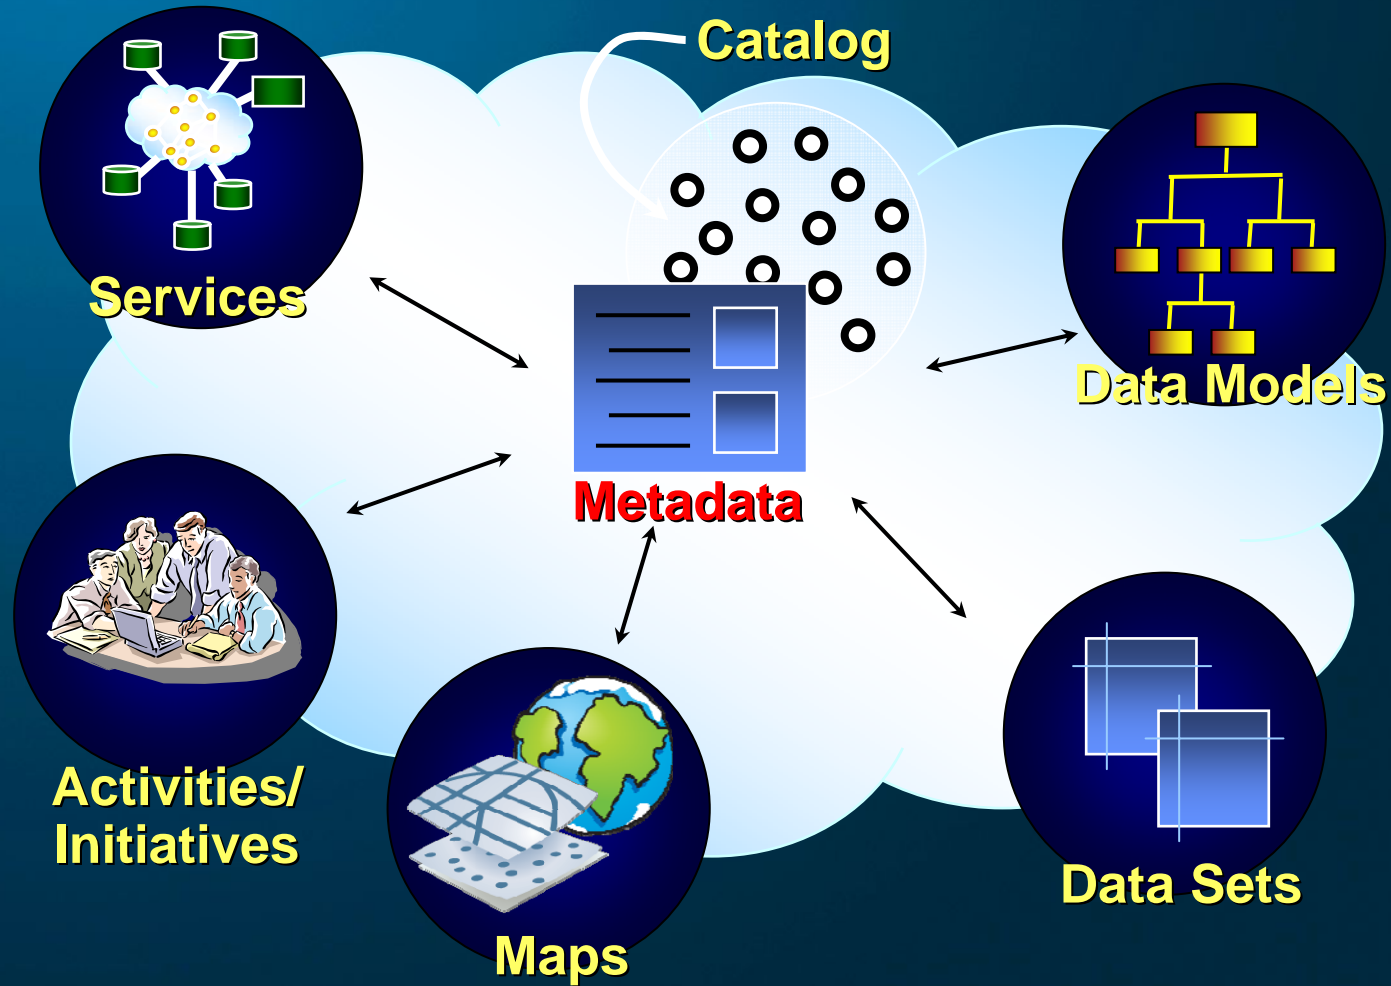 Catalog
Services
Data Models
Metadata
Activities/
Initiatives
Data Sets
Maps